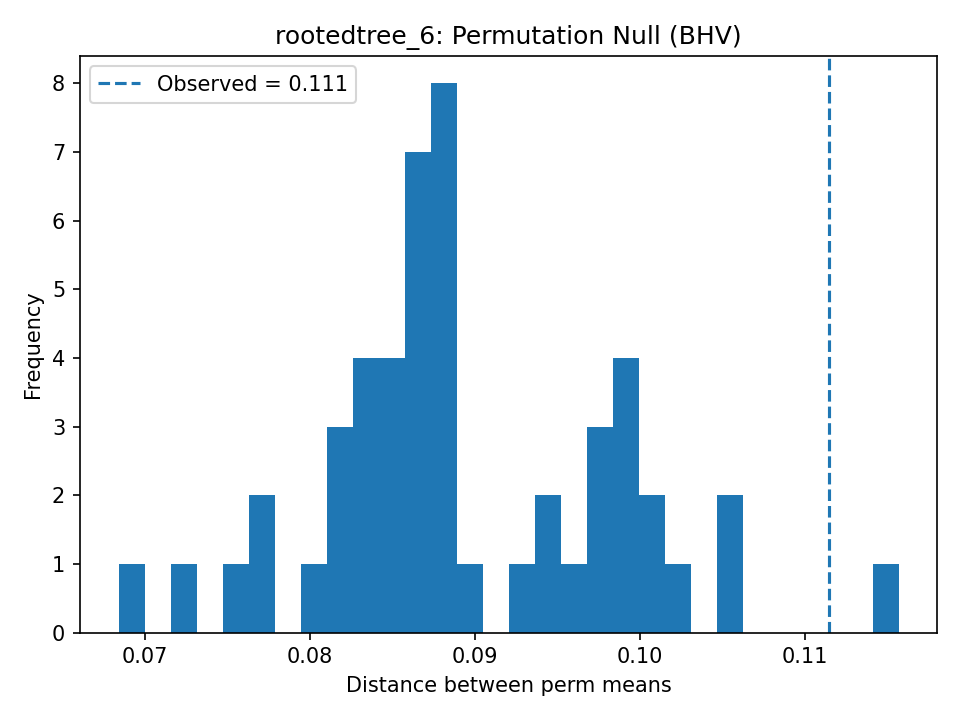 rootedtree_6: Permutation Null (BHV)
Observed = 0.111
8
7
6
5
4
3
2
1
0
Frequency
0.07 0.08 0.09 0.10 0.11
Distance between perm means